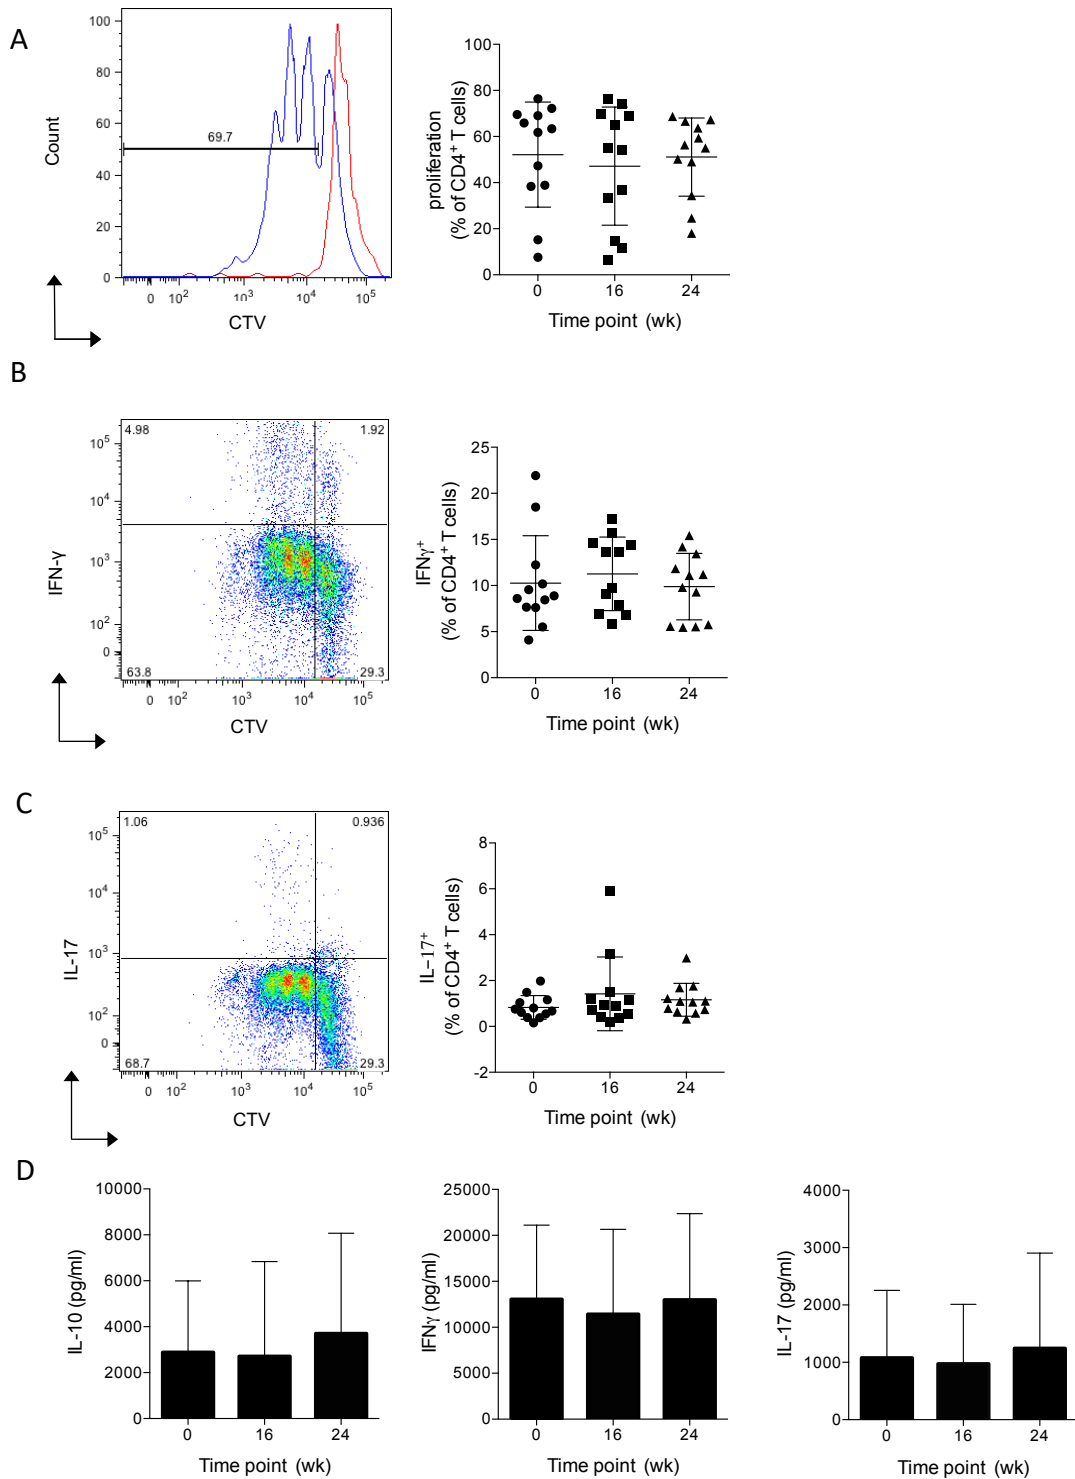 A
100
80
60
40
20
0
Count
69.7
0 10² 10³ 10⁴ 10⁵
CTV
100
80
60
40
20
0
proliferation
(% of CD4⁺ T cells)
0 16 24
Time point (wk)
B
4.98 1.92
10⁵
10⁴
10³
10²
0
IFN-γ
63.8 29.3
0 10² 10³ 10⁴ 10⁵
CTV
25
20
15
10
5
0
IFNγ⁺
(% of CD4⁺ T cells)
0 16 24
Time point (wk)
C
1.06 0.936
10⁵
10⁴
10³
10²
0
IL-17
68.7 29.3
0 10² 10³ 10⁴ 10⁵
CTV
8
6
4
2
0
-2
IL-17⁺
(% of CD4⁺ T cells)
0 16 24
Time point (wk)
D
10000
8000
6000
4000
2000
0
IL-10 (pg/ml)
0 16 24
Time point (wk)
25000
20000
15000
10000
5000
0
IFNγ (pg/ml)
0 16 24
Time point (wk)
4000
3000
2000
1000
0
IL-17 (pg/ml)
0 16 24
Time point (wk)